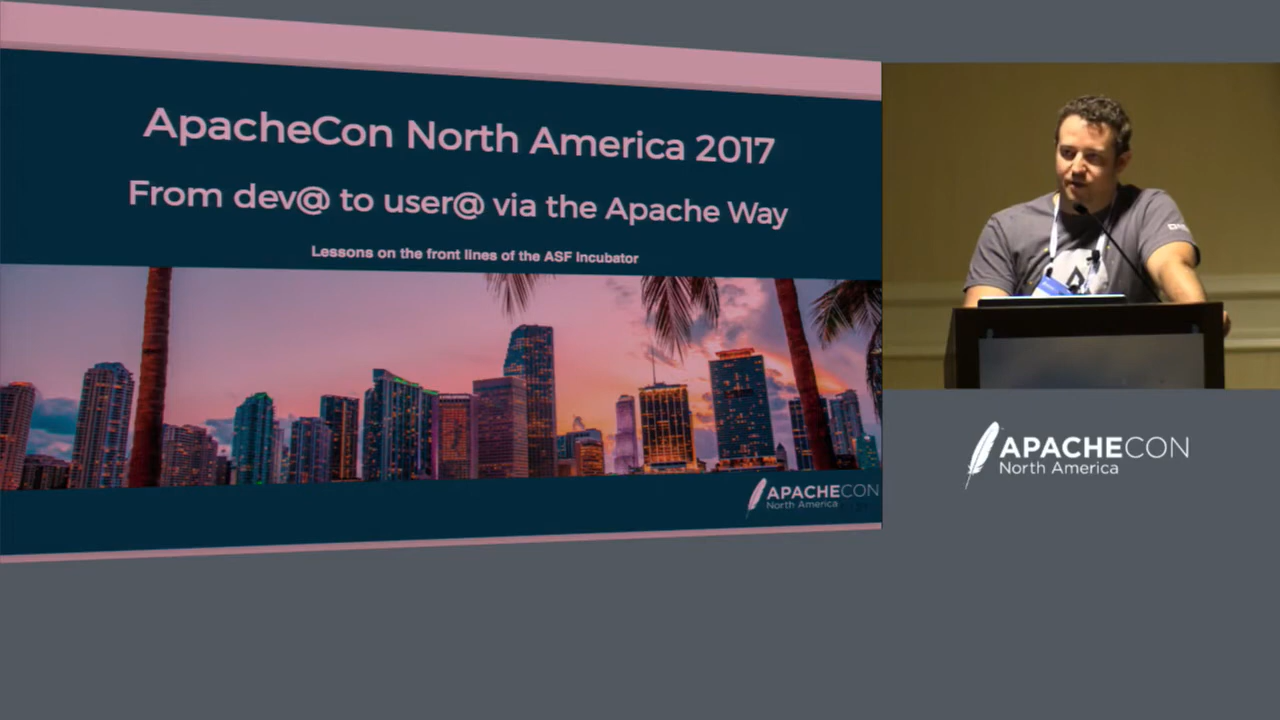 ApacheCon North America 2017
From dev@ to user@ via the Apache Way
Lessons on the front lines of the ASF Incubator
APACHECON
North America
APACHECON
North America